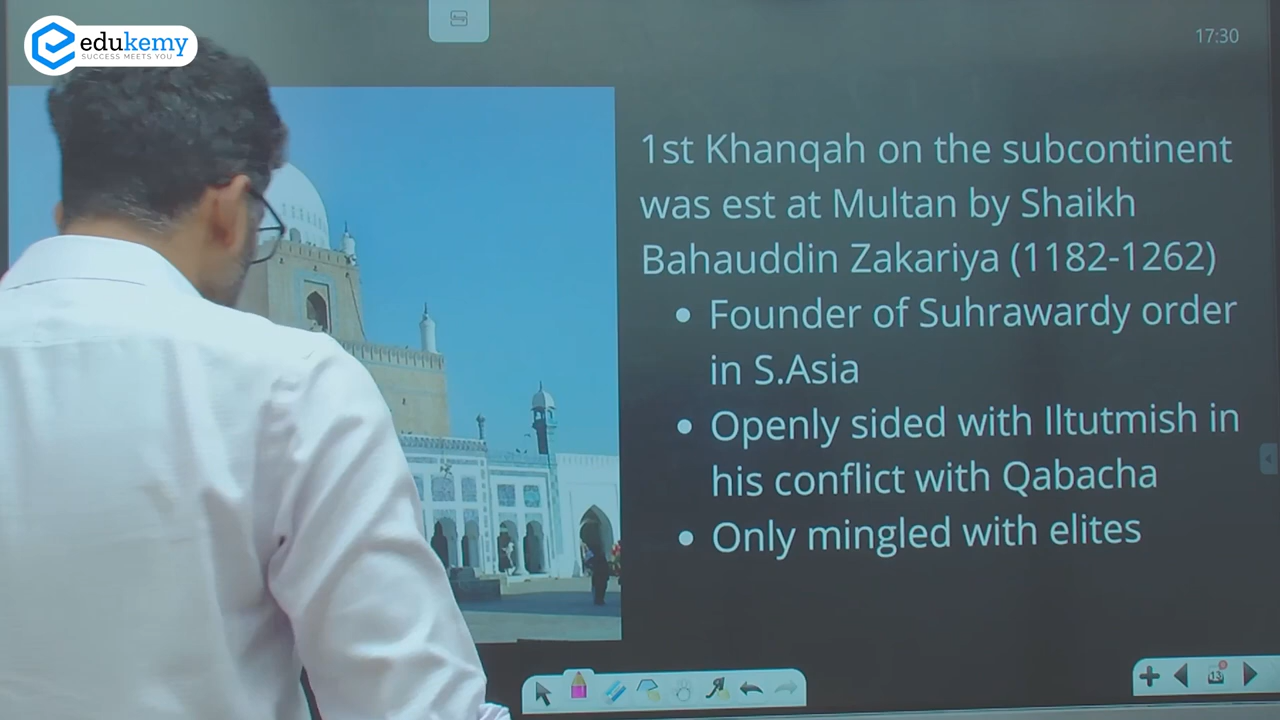 edukemy
SUCCESS MEETS YOU
17:30
1st Khanqah on the subcontinent
was est at Multan by Shaikh
Bahauddin Zakariya (1182-1262)
• Founder of Suhrawardy order
in S.Asia
• Openly sided with Iltutmish in
his conflict with Qabacha
• Only mingled with elites